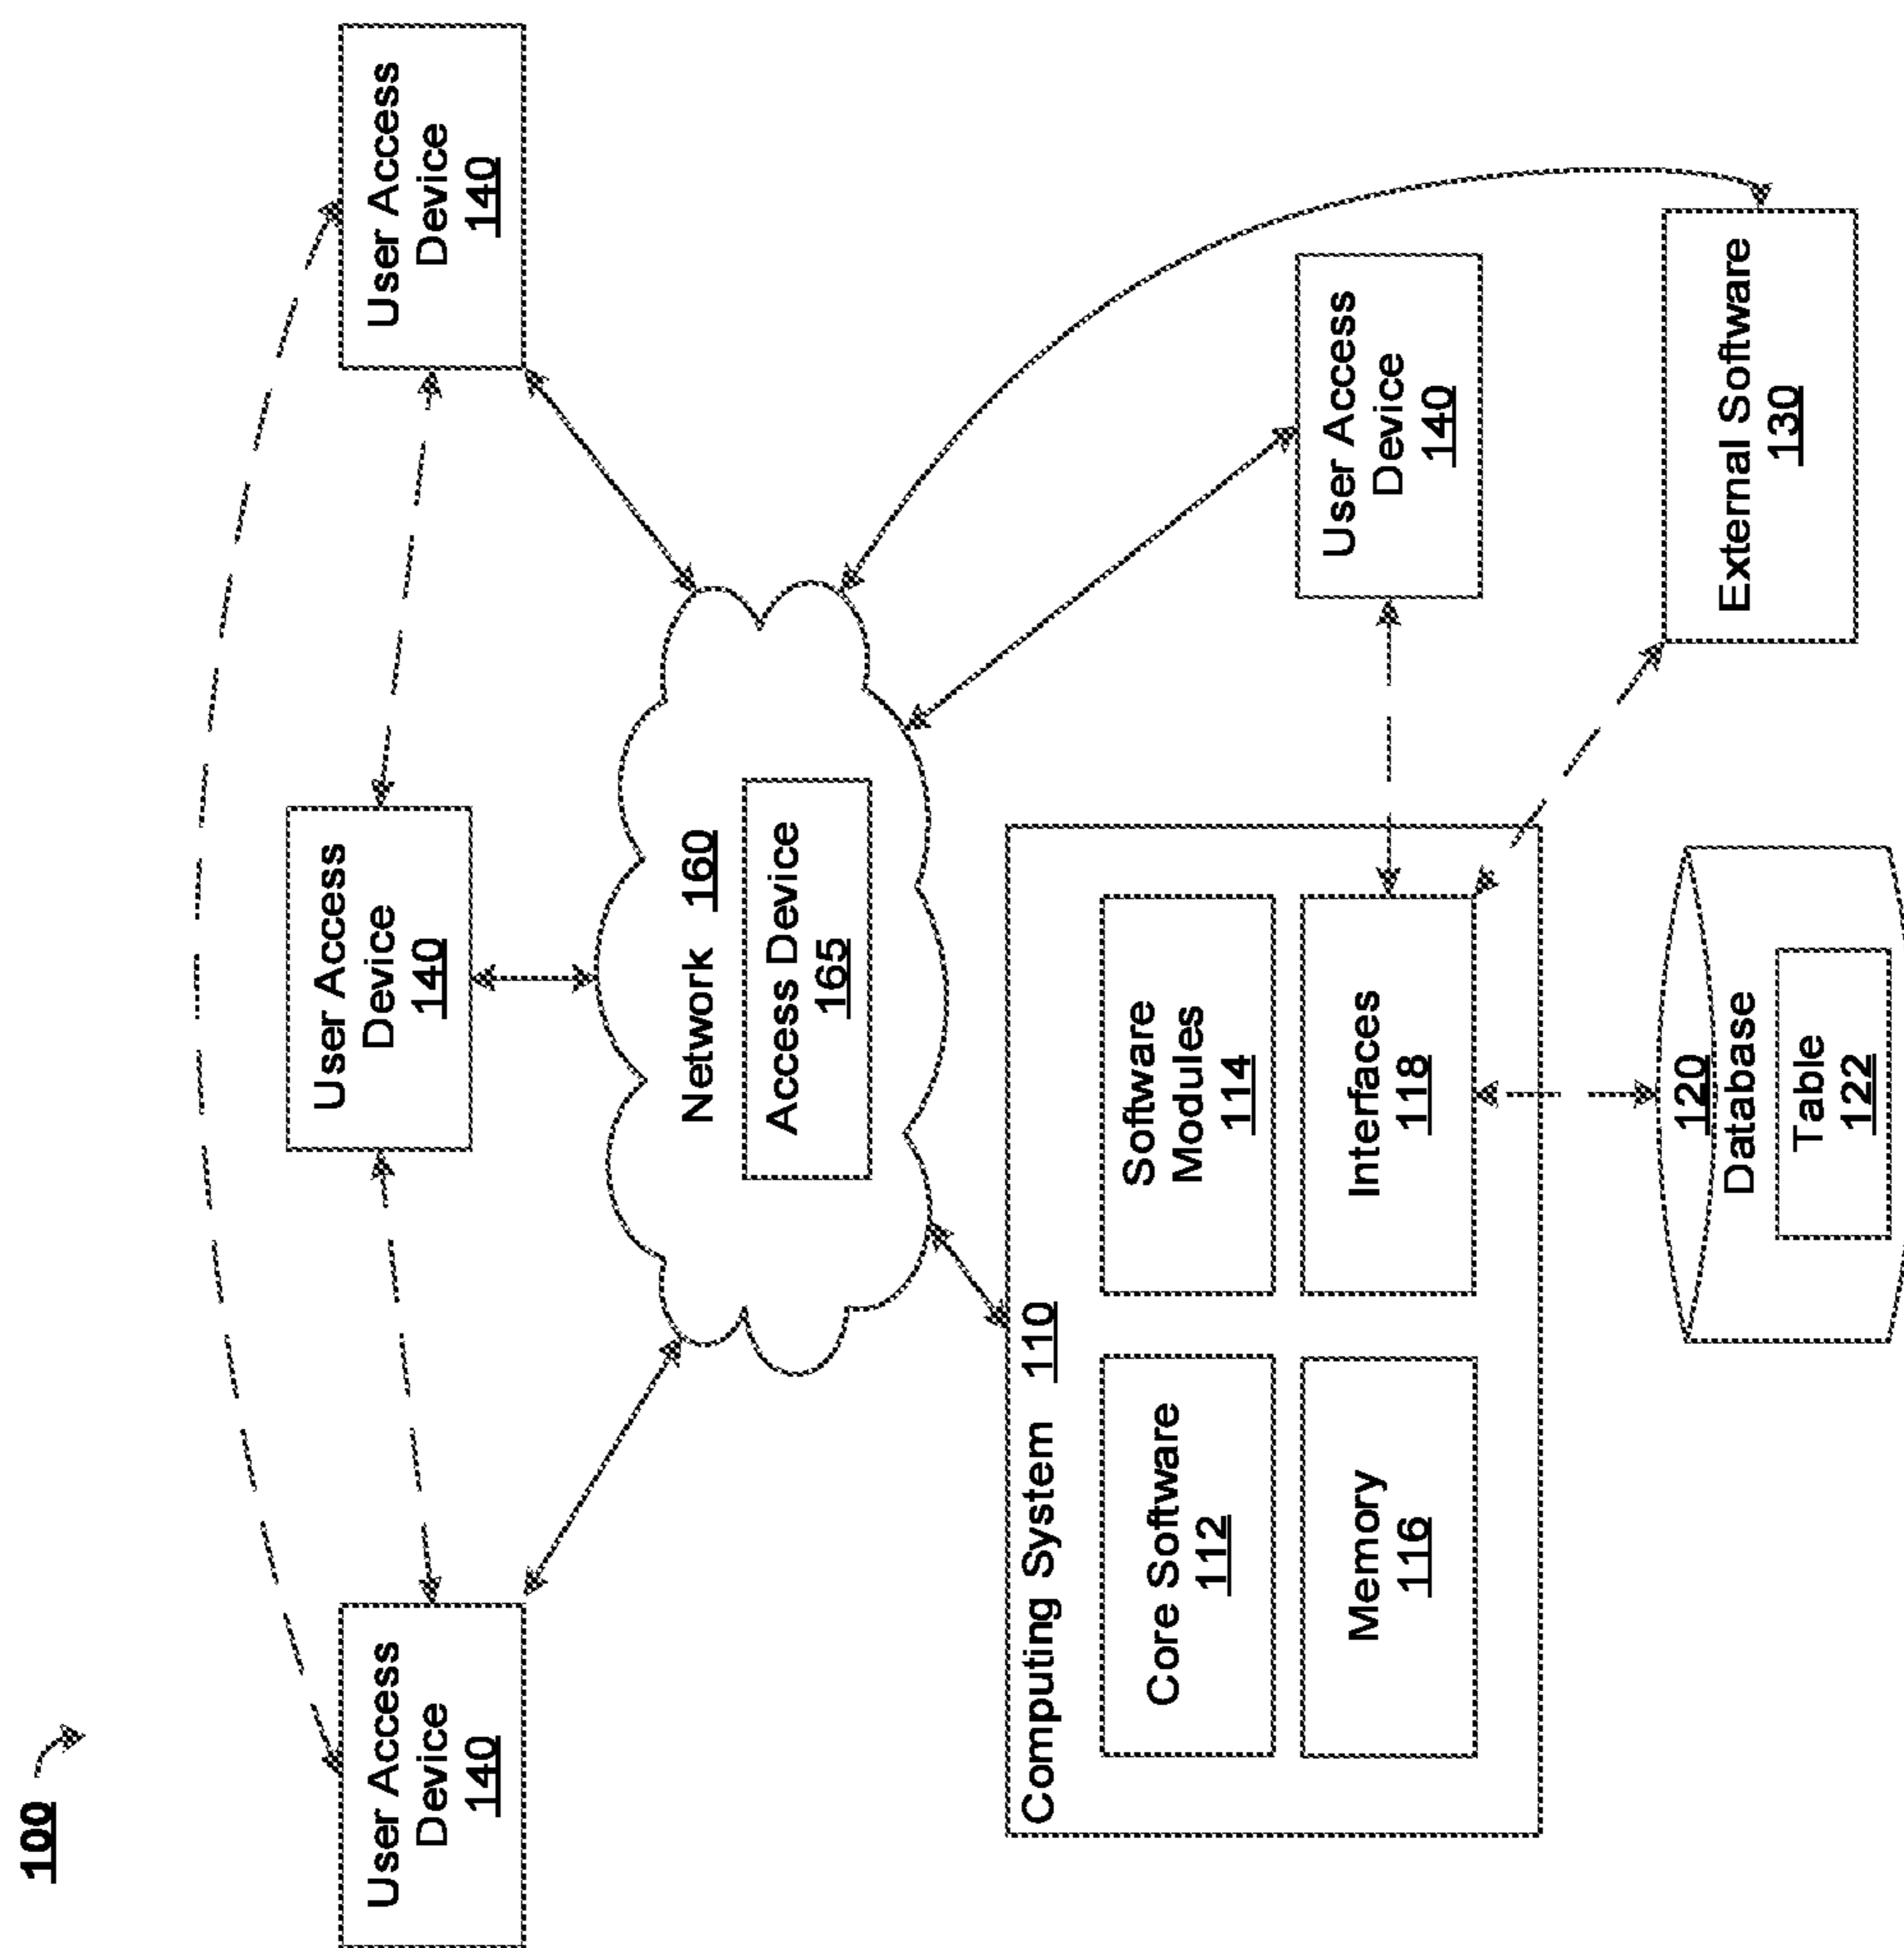 100
User Access
Device
140
User Access
Device
140
User Access
Device
140
Network 160
Access Device
165
Computing System 110
Core Software
112
Software
Modules
114
Memory
116
Interfaces
118
User Access
Device
140
120
Database
Table
122
External Software
130